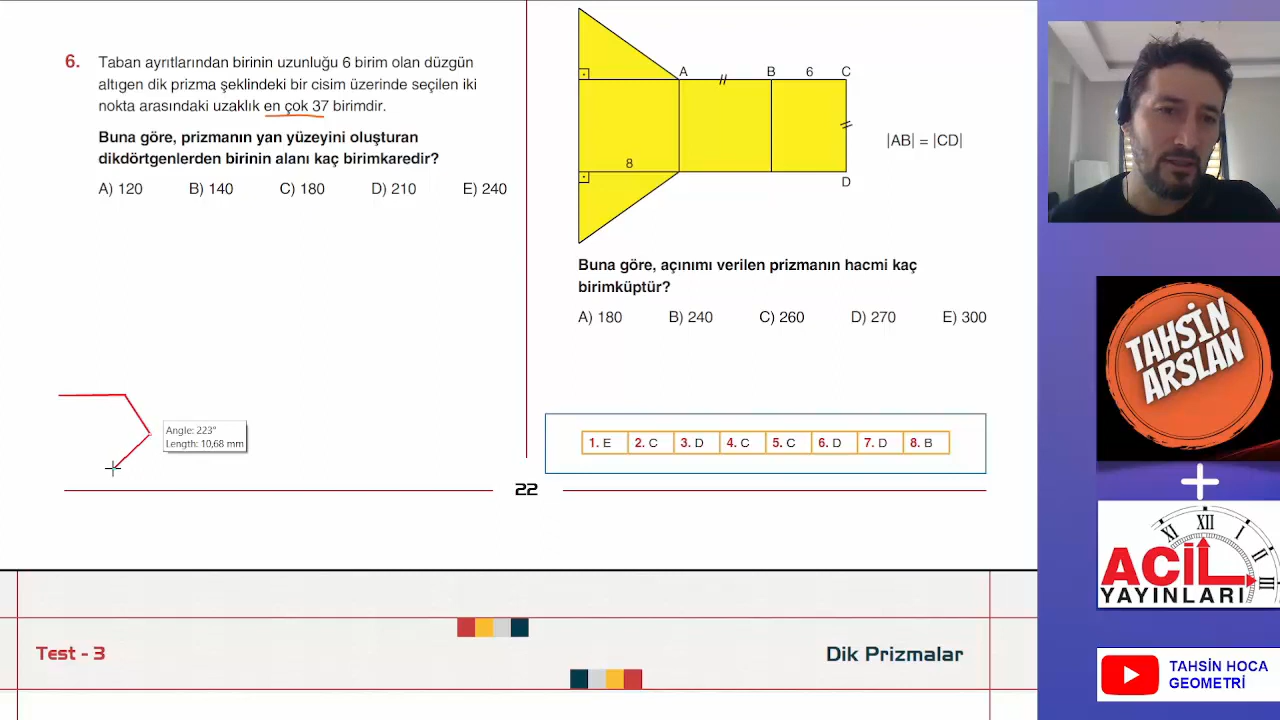 6. Taban ayrıtlarından birinin uzunluğu 6 birim olan düzgün
altıgen dik prizma şeklindeki bir cisim üzerinde seçilen iki
nokta arasındaki uzaklık en çok 37 birimdir.
Buna göre, prizmanın yan yüzeyini oluşturan
dikdörtgenlerden birinin alanı kaç birimkaredir?
A) 120 B) 140 C) 180 D) 210 E) 240
Angle: 223°
Length: 10,68 mm
A B 6 C
8
D
|AB| = |CD|
Buna göre, açınımı verilen prizmanın hacmi kaç
birimküptür?
A) 180 B) 240 C) 260 D) 270 E) 300
1. E 2. C 3. D 4. C 5. C 6. D 7. D 8. B
22
Test - 3
Dik Prizmalar
TAHSİN
ARSLAN
+
XI XII I II III
ACİL
YAYINLARI
TAHSİN HOCA
GEOMETRİ